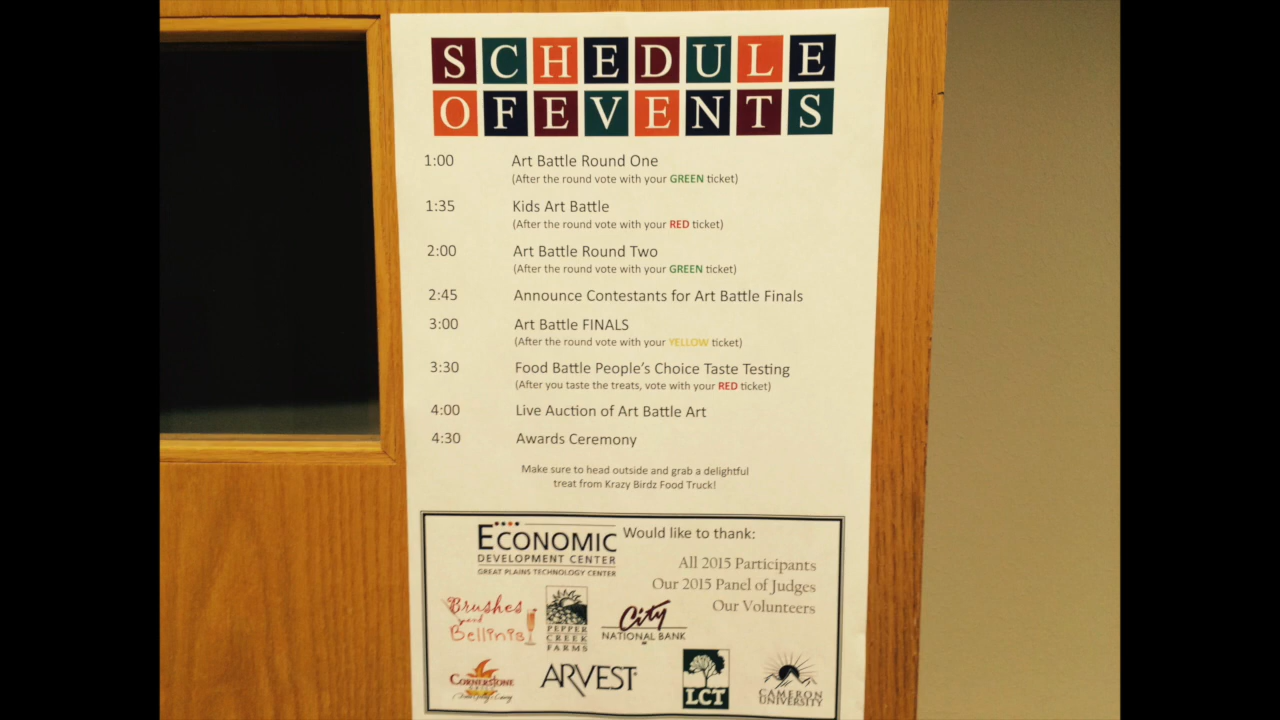 SCHEDULE
OF EVENTS
1:00 Art Battle Round One
(After the round vote with your GREEN ticket)
1:35 Kids Art Battle
(After the round vote with your RED ticket)
2:00 Art Battle Round Two
(After the round vote with your GREEN ticket)
2:45 Announce Contestants for Art Battle Finals
3:00 Art Battle FINALS
(After the round vote with your YELLOW ticket)
3:30 Food Battle People's Choice Taste Testing
(After you taste the treats, vote with your RED ticket)
4:00 Live Auction of Art Battle Art
4:30 Awards Ceremony
Make sure to head outside and grab a delightful
treat from Krazy Birdz Food Truck!
ECONOMIC
DEVELOPMENT CENTER
GREAT PLAINS TECHNOLOGY CENTER
Would like to thank:
All 2015 Participants
Our 2015 Panel of Judges
Our Volunteers
Brushes
and
Bellinis
PEPPER
CREEK
FARMS
City
NATIONAL BANK
CORNERSTONE
ARVEST
LCT
CAMERON
UNIVERSITY